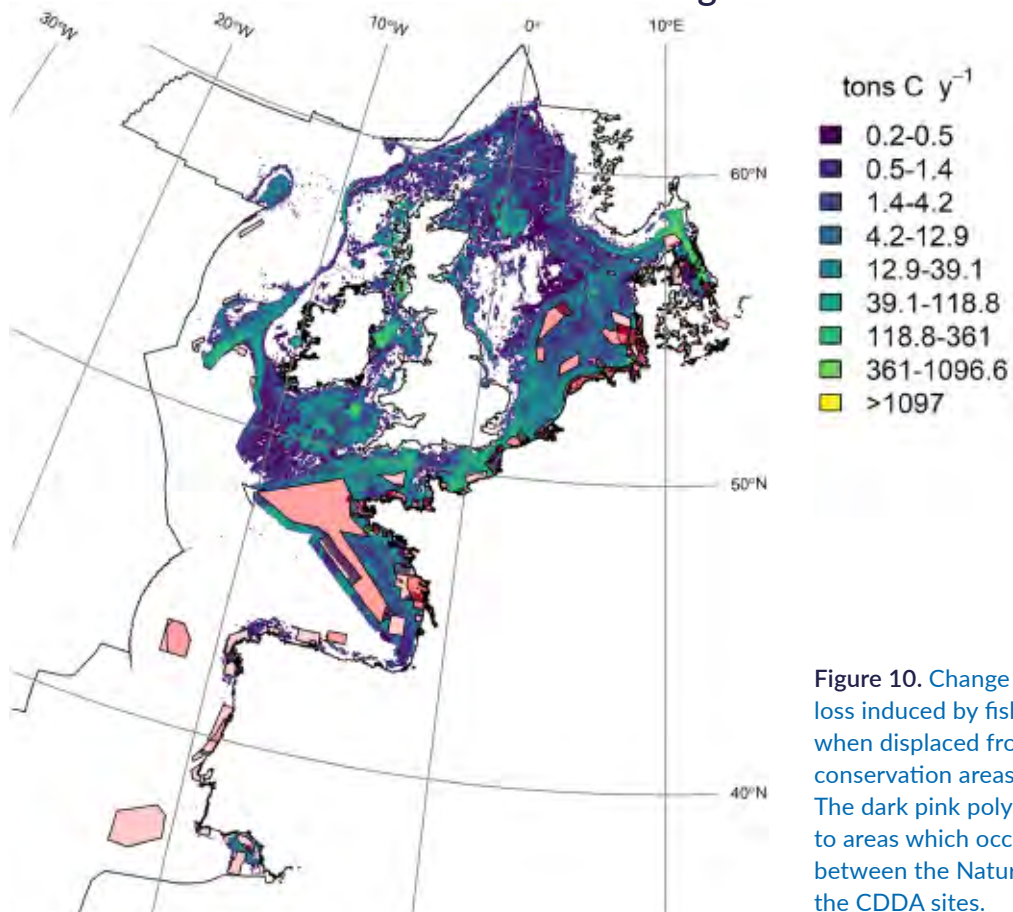 30°W
20°W
10°W
0°
10°E
60°N
50°N
40°N
tons C y⁻¹
0.2-0.5
0.5-1.4
1.4-4.2
4.2-12.9
12.9-39.1
39.1-118.8
118.8-361
361-1096.6
>1097
Figure 10. Change
loss induced by fis
when displaced fro
conservation areas
The dark pink poly
to areas which occ
between the Natur
the CDDA sites.